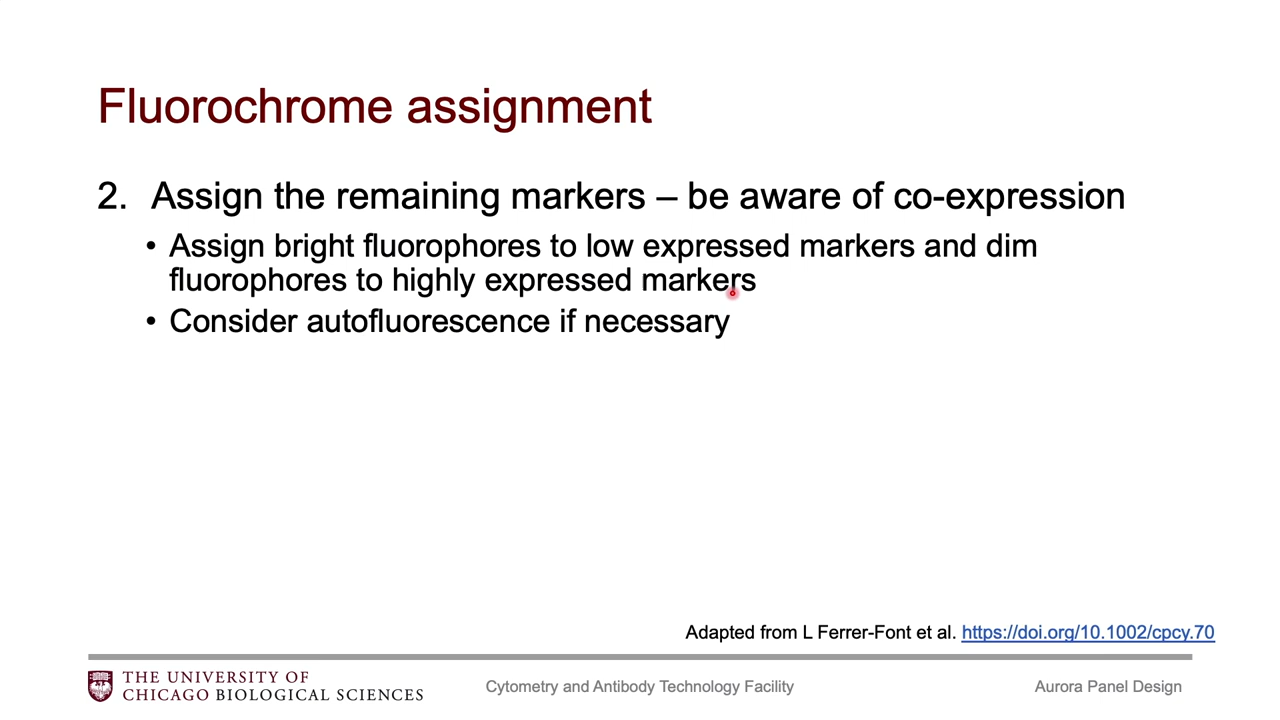 Fluorochrome assignment
2. Assign the remaining markers – be aware of co-expression
• Assign bright fluorophores to low expressed markers and dim
fluorophores to highly expressed markers
• Consider autofluorescence if necessary
Adapted from L Ferrer-Font et al. https://doi.org/10.1002/cpcy.70
THE UNIVERSITY OF
CHICAGO BIOLOGICAL SCIENCES
Cytometry and Antibody Technology Facility
Aurora Panel Design